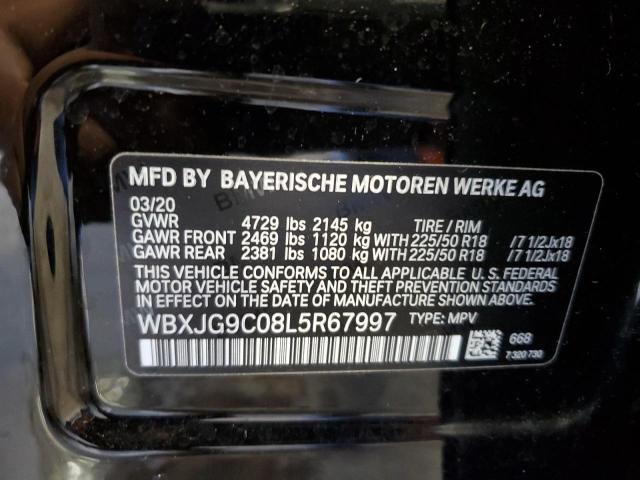 MFD BY BAYERISCHE MOTOREN WERKE AG
03/20
GVWR 4729 lbs 2145 kg TIRE / RIM
GAWR FRONT 2469 lbs 1120 kg WITH 225/50 R18 /7 1/2Jx18
GAWR REAR 2381 lbs 1080 kg WITH 225/50 R18 /7 1/2Jx18
THIS VEHICLE CONFORMS TO ALL APPLICABLE U.S. FEDERAL
MOTOR VEHICLE SAFETY AND THEFT PREVENTION STANDARDS
IN EFFECT ON THE DATE OF MANUFACTURE SHOWN ABOVE.
WBXJG9C08L5R67997 TYPE: MPV
668
7 320 730